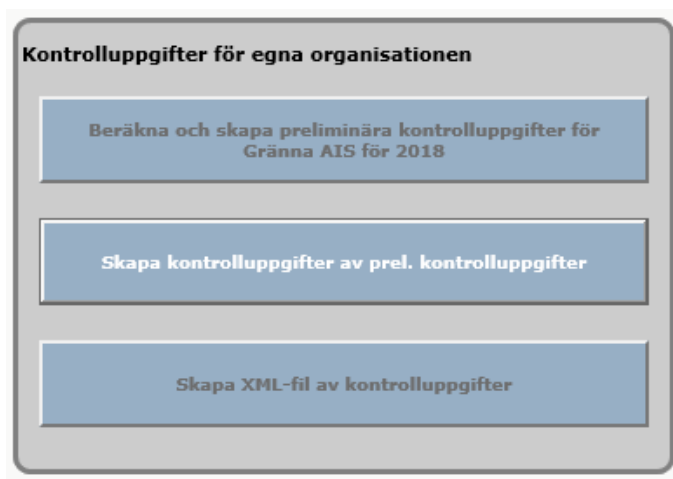 Kontrolluppgifter för egna organisationen
Beräkna och skapa preliminära kontrolluppgifter för
Gränna AIS för 2018
Skapa kontrolluppgifter av prel. kontrolluppgifter
Skapa XML-fil av kontrolluppgifter